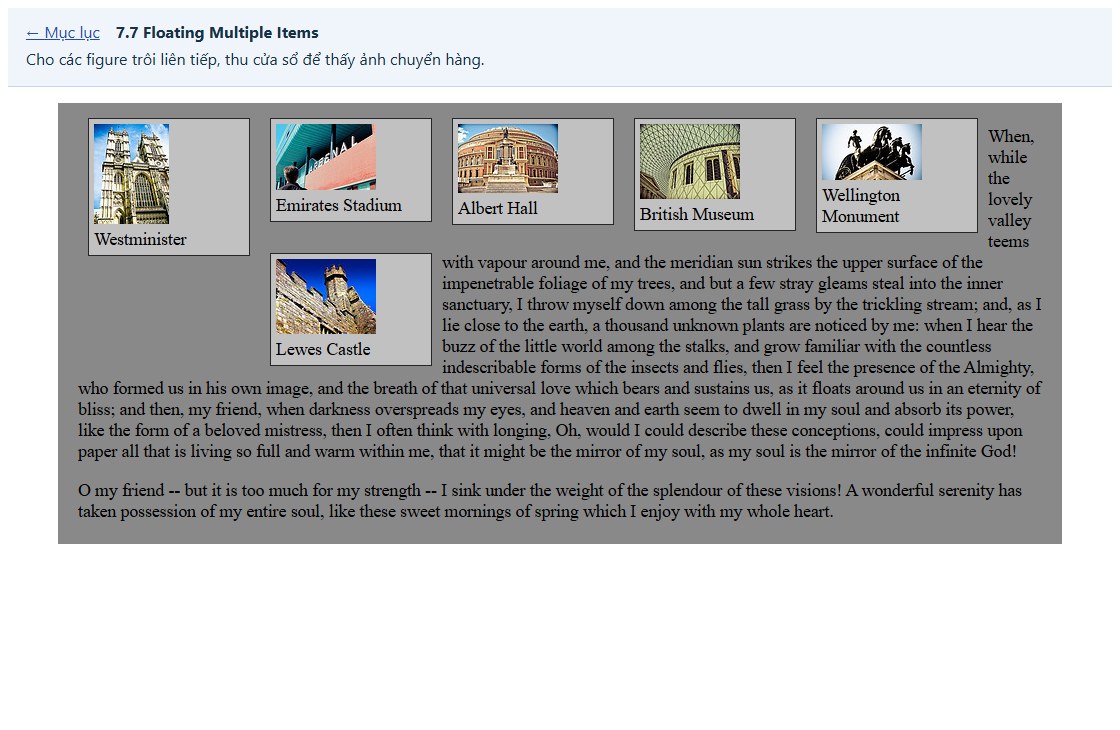 ← Mục lục 7.7 Floating Multiple Items
Cho các figure trôi liên tiếp, thu cửa sổ để thấy ảnh chuyển hàng.
ARSENAL
Westminister
Emirates Stadium
Albert Hall
British Museum
Wellington
Monument
When,
while
the
lovely
valley
teems
Lewes Castle
with vapour around me, and the meridian sun strikes the upper surface of the
impenetrable foliage of my trees, and but a few stray gleams steal into the inner
sanctuary, I throw myself down among the tall grass by the trickling stream; and, as I
lie close to the earth, a thousand unknown plants are noticed by me: when I hear the
buzz of the little world among the stalks, and grow familiar with the countless
indescribable forms of the insects and flies, then I feel the presence of the Almighty,
who formed us in his own image, and the breath of that universal love which bears and sustains us, as it floats around us in an eternity of
bliss; and then, my friend, when darkness overspreads my eyes, and heaven and earth seem to dwell in my soul and absorb its power,
like the form of a beloved mistress, then I often think with longing, Oh, would I could describe these conceptions, could impress upon
paper all that is living so full and warm within me, that it might be the mirror of my soul, as my soul is the mirror of the infinite God!
O my friend -- but it is too much for my strength -- I sink under the weight of the splendour of these visions! A wonderful serenity has
taken possession of my entire soul, like these sweet mornings of spring which I enjoy with my whole heart.